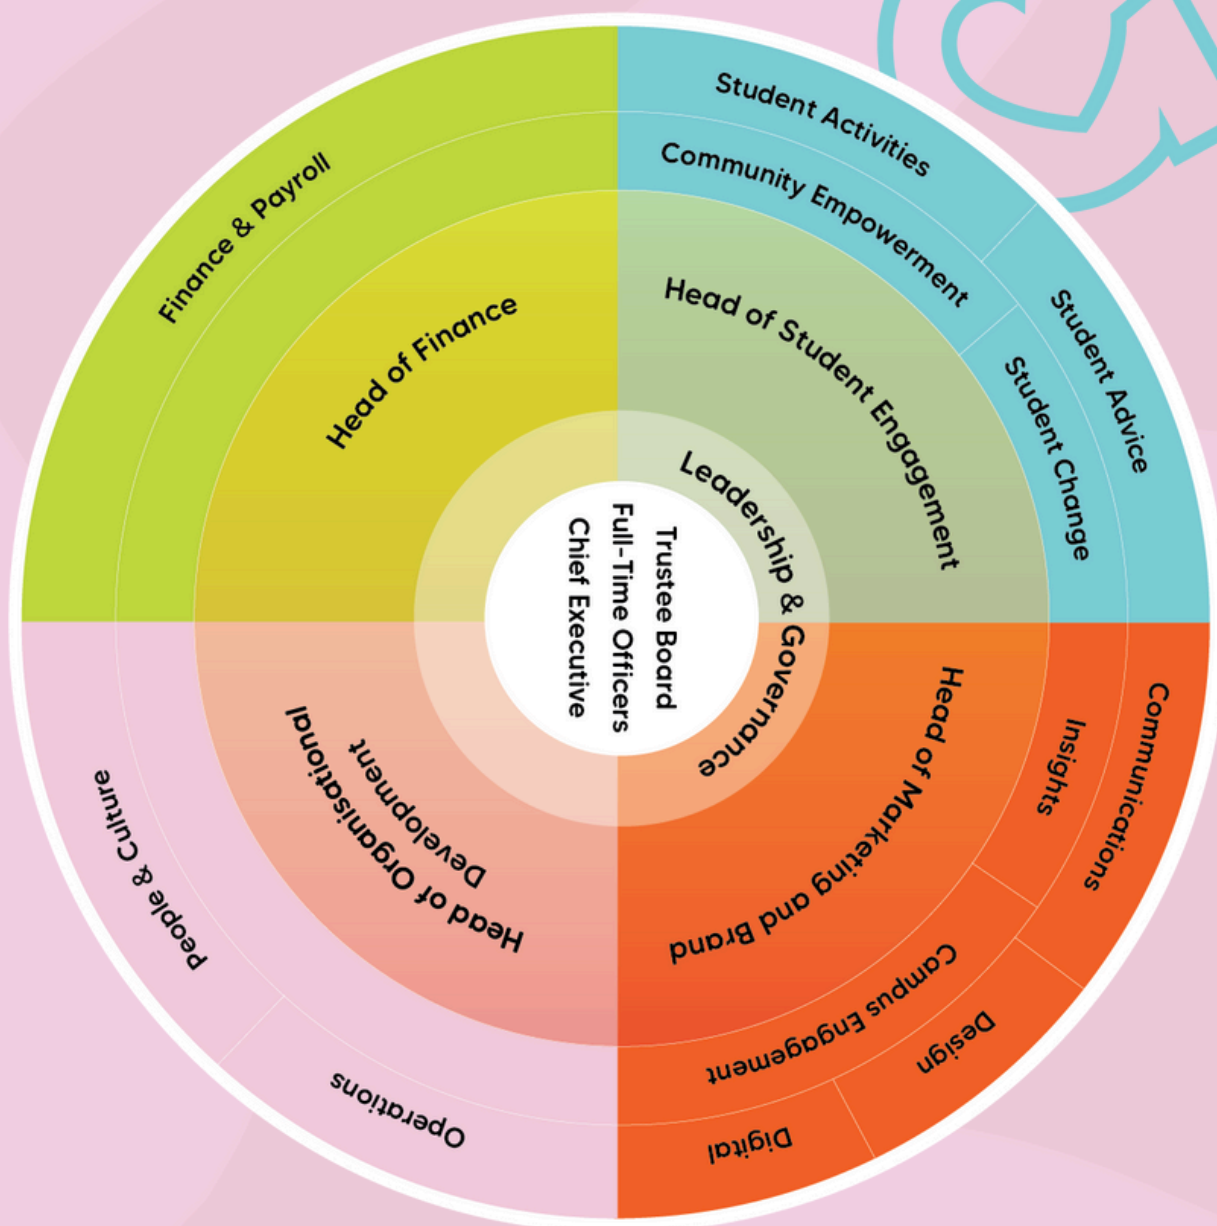 Trustee Board
Full-Time Officers
Chief Executive
Leadership & Governance
Head of Student Engagement
Community Empowerment
Student Change
Student Activities
Student Advice
Head of Marketing and Brand
Insights
Campus Engagement
Communications
Design
Digital
Head of Organisational
Development
Operations
People & Culture
Head of Finance
Finance & Payroll